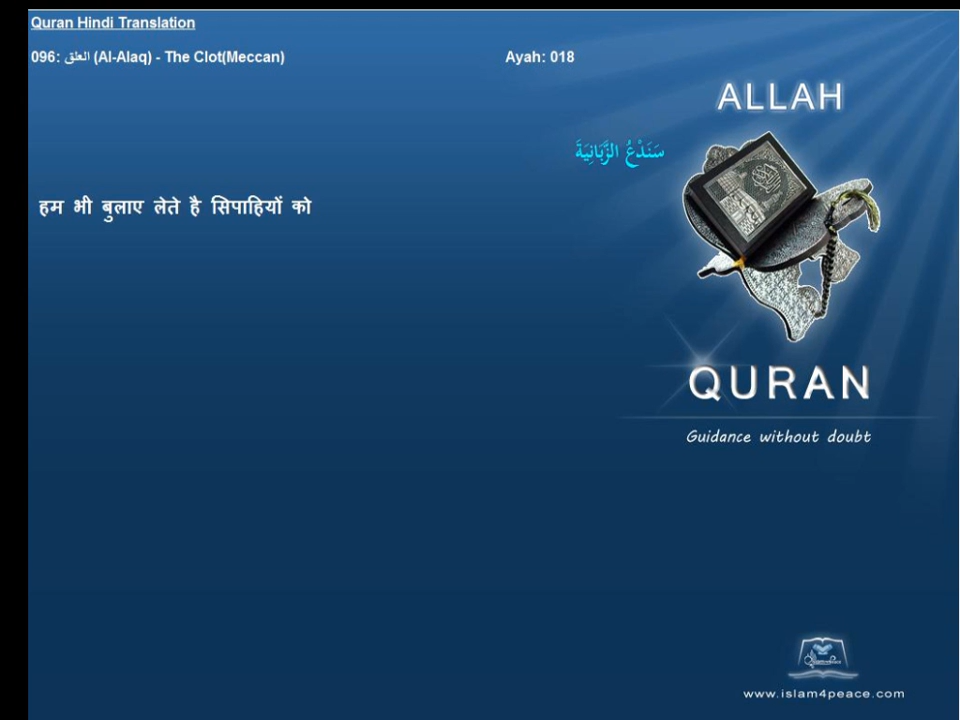 Quran Hindi Translation
096: العلق (Al-Alaq) - The Clot(Meccan) Ayah: 018
ALLAH
سَنَدْعُ الزَّبَانِيَةَ
हम भी बुलाए लेते है सिपाहियों को
QURAN
Guidance without doubt
www.islam4peace.com